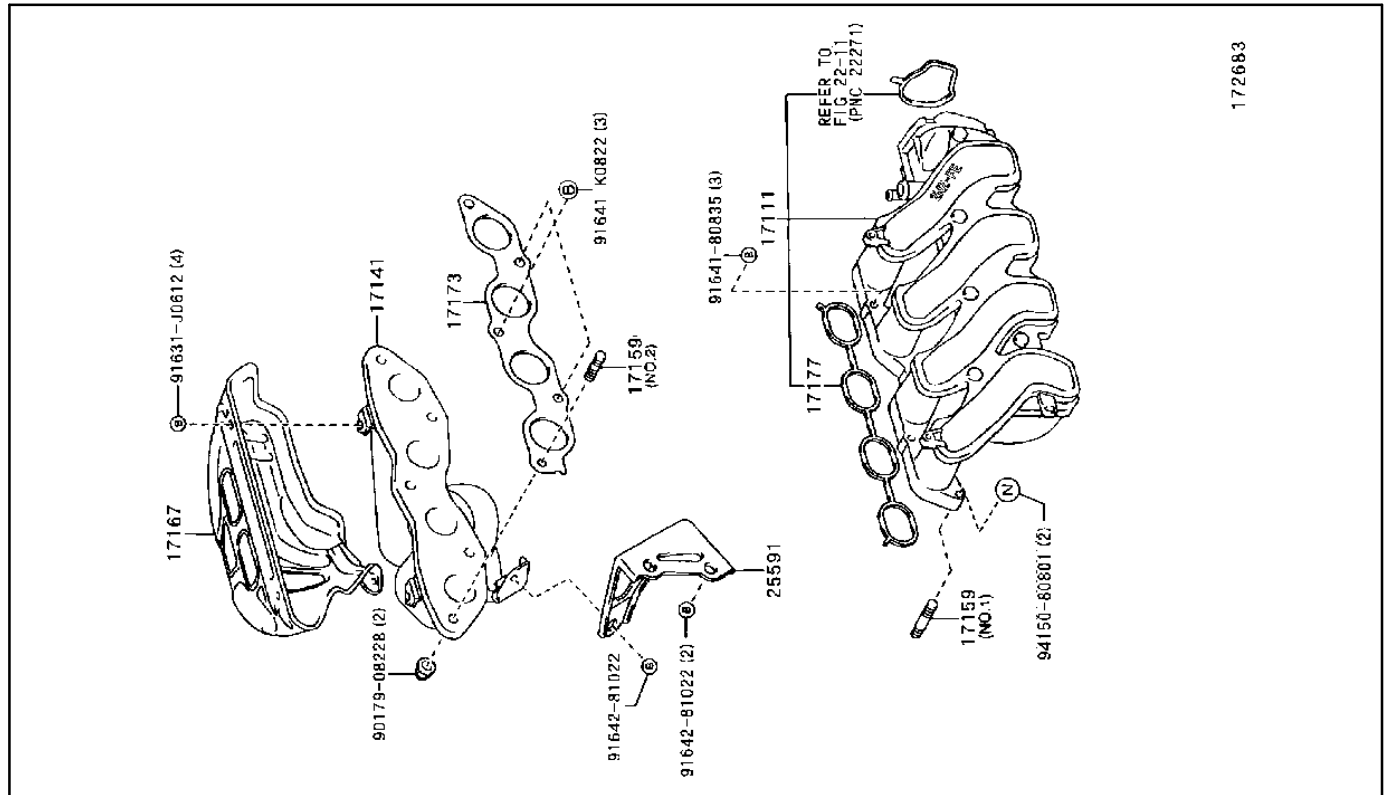 91631-J0612 (4)
17141
17167
90179-08228 (2)
91641 K0822 (3)
17173
17159
(NO.2)
25591
91642-81022
91642-81022 (2)
REFER TO
FIG 22-11
(PNC 22271)
17111
91641-80835 (3)
17177
17159
(NO.1)
94150-80801 (2)
172683
B
B
B
B
B
N